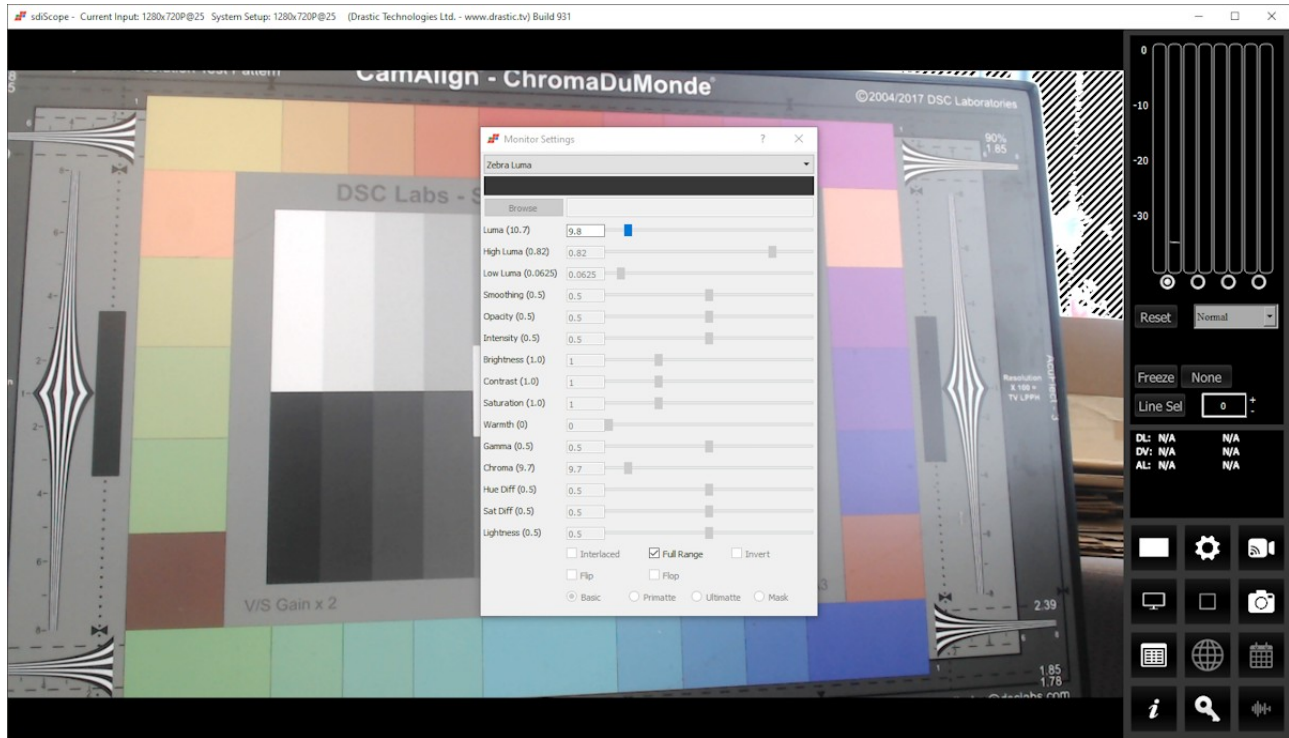 sdiScope - Current Input: 1280x720P@25 System Setup: 1280x720P@25 (Drastic Technologies Ltd. - www.drastic.tv) Build 931
Test Pattern
CamAlign - ChromaDuMonde
©2004/2017 DSC Laboratories
90%
1.85
DSC Labs - S
Resolution
X 100 =
TV LPPH
V/S Gain x 2
2.39
1.85
1.78
Monitor Settings
?
Zebra Luma
Browse
Luma (10.7) 9.8
High Luma (0.82) 0.82
Low Luma (0.0625) 0.0625
Smoothing (0.5) 0.5
Opacity (0.5) 0.5
Intensity (0.5) 0.5
Brightness (1.0) 1
Contrast (1.0) 1
Saturation (1.0) 1
Warmth (0) 0
Gamma (0.5) 0.5
Chroma (9.7) 9.7
Hue Diff (0.5) 0.5
Sat Diff (0.5) 0.5
Lightness (0.5) 0.5
Interlaced Full Range Invert
Flip Flop
Basic Primatte Ultimatte Mask
0
-10
-20
-30
Reset Normal
Freeze None
Line Sel 0 + -
DL: N/A N/A
DV: N/A N/A
AL: N/A N/A
i